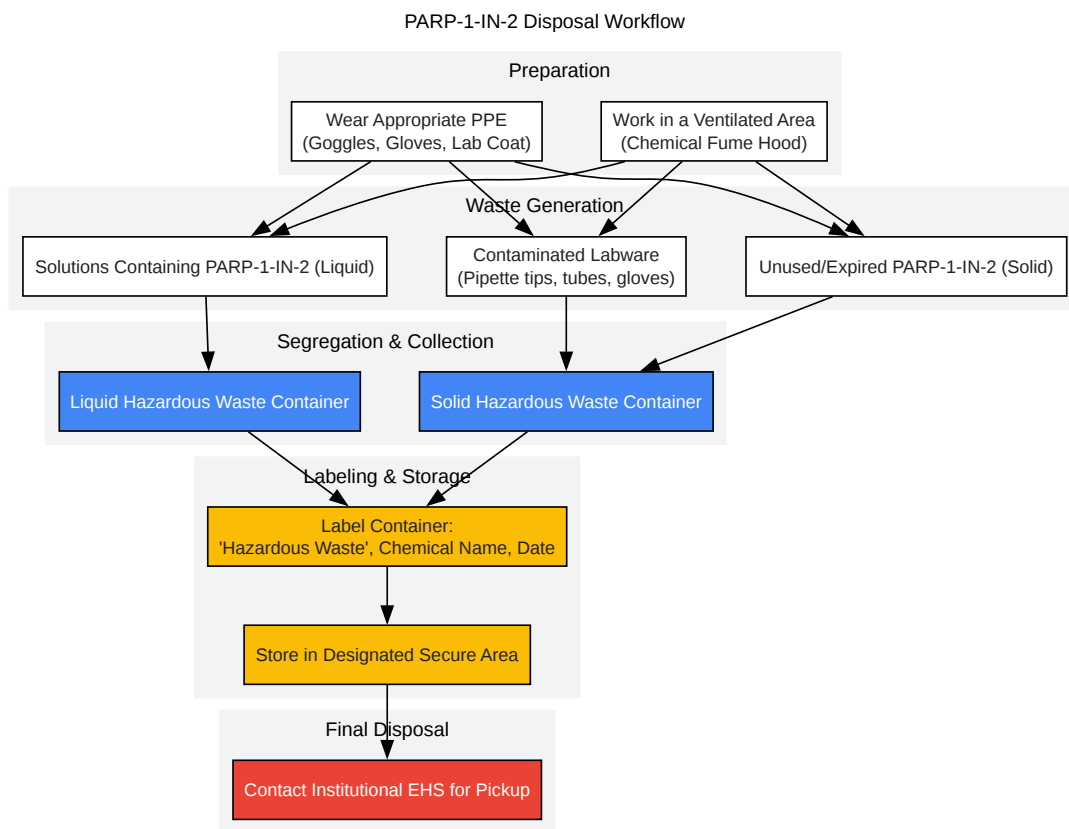 PARP-1-IN-2 Disposal Workflow
Preparation
Wear Appropriate PPE
(Goggles, Gloves, Lab Coat)
Work in a Ventilated Area
(Chemical Fume Hood)
Waste Generation
Solutions Containing PARP-1-IN-2 (Liquid)
Contaminated Labware
(Pipette tips, tubes, gloves)
Unused/Expired PARP-1-IN-2 (Solid)
Segregation & Collection
Liquid Hazardous Waste Container
Solid Hazardous Waste Container
Labeling & Storage
Label Container:
'Hazardous Waste', Chemical Name, Date
Store in Designated Secure Area
Final Disposal
Contact Institutional EHS for Pickup